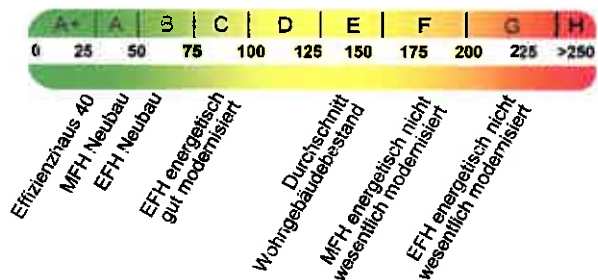 A+ A B C D E F G H
0 25 50 75 100 125 150 175 200 225 >250
Effizienzhaus 40
MFH Neubau
EFH Neubau
EFH energetisch
gut modernisiert
Durchschnitt
Wohngebäudebestand
MFH energetisch nicht
wesentlich modernisiert
EFH energetisch nicht
wesentlich modernisiert